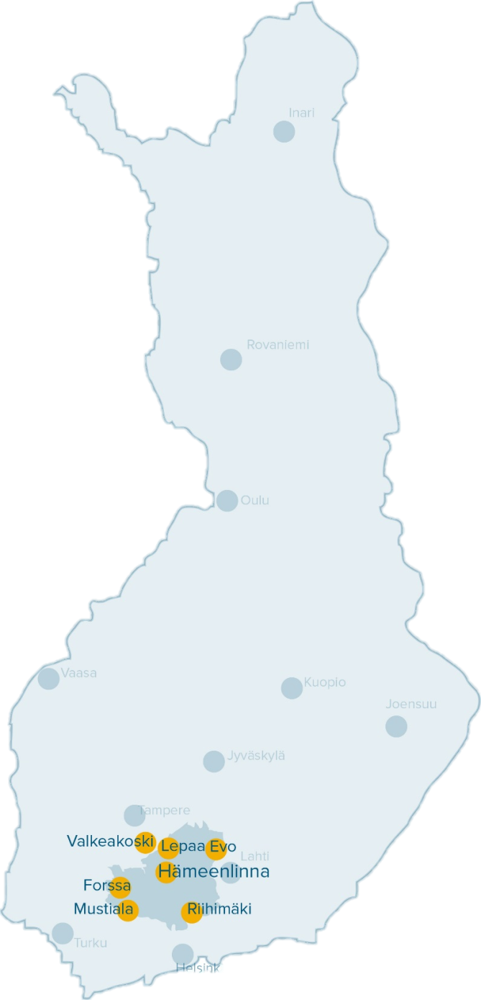 Inari
Rovaniemi
Oulu
Vaasa
Kuopio
Joensuu
Jyväskylä
Tampere
Valkeakoski
Lepaa
Evo
Lahti
Hämeenlinna
Forssa
Mustiala
Riihimäki
Turku
Helsink